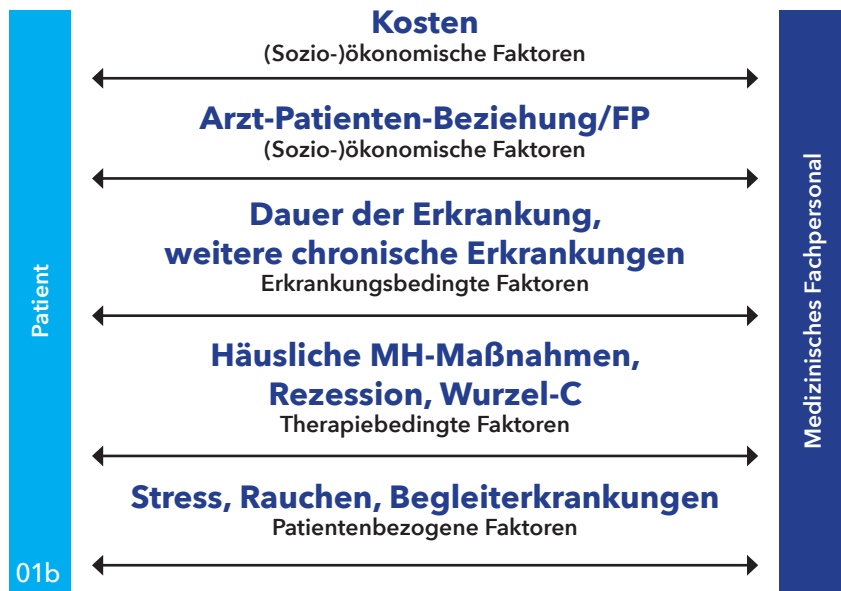 Kosten
(Sozio-)ökonomische Faktoren
Arzt-Patienten-Beziehung/FP
(Sozio-)ökonomische Faktoren
Dauer der Erkrankung,
weitere chronische Erkrankungen
Erkrankungsbedingte Faktoren
Häusliche MH-Maßnahmen,
Rezession, Wurzel-C
Therapiebedingte Faktoren
Stress, Rauchen, Begleiterkrankungen
Patientenbezogene Faktoren
Patient
01b
Medizinisches Fachpersonal